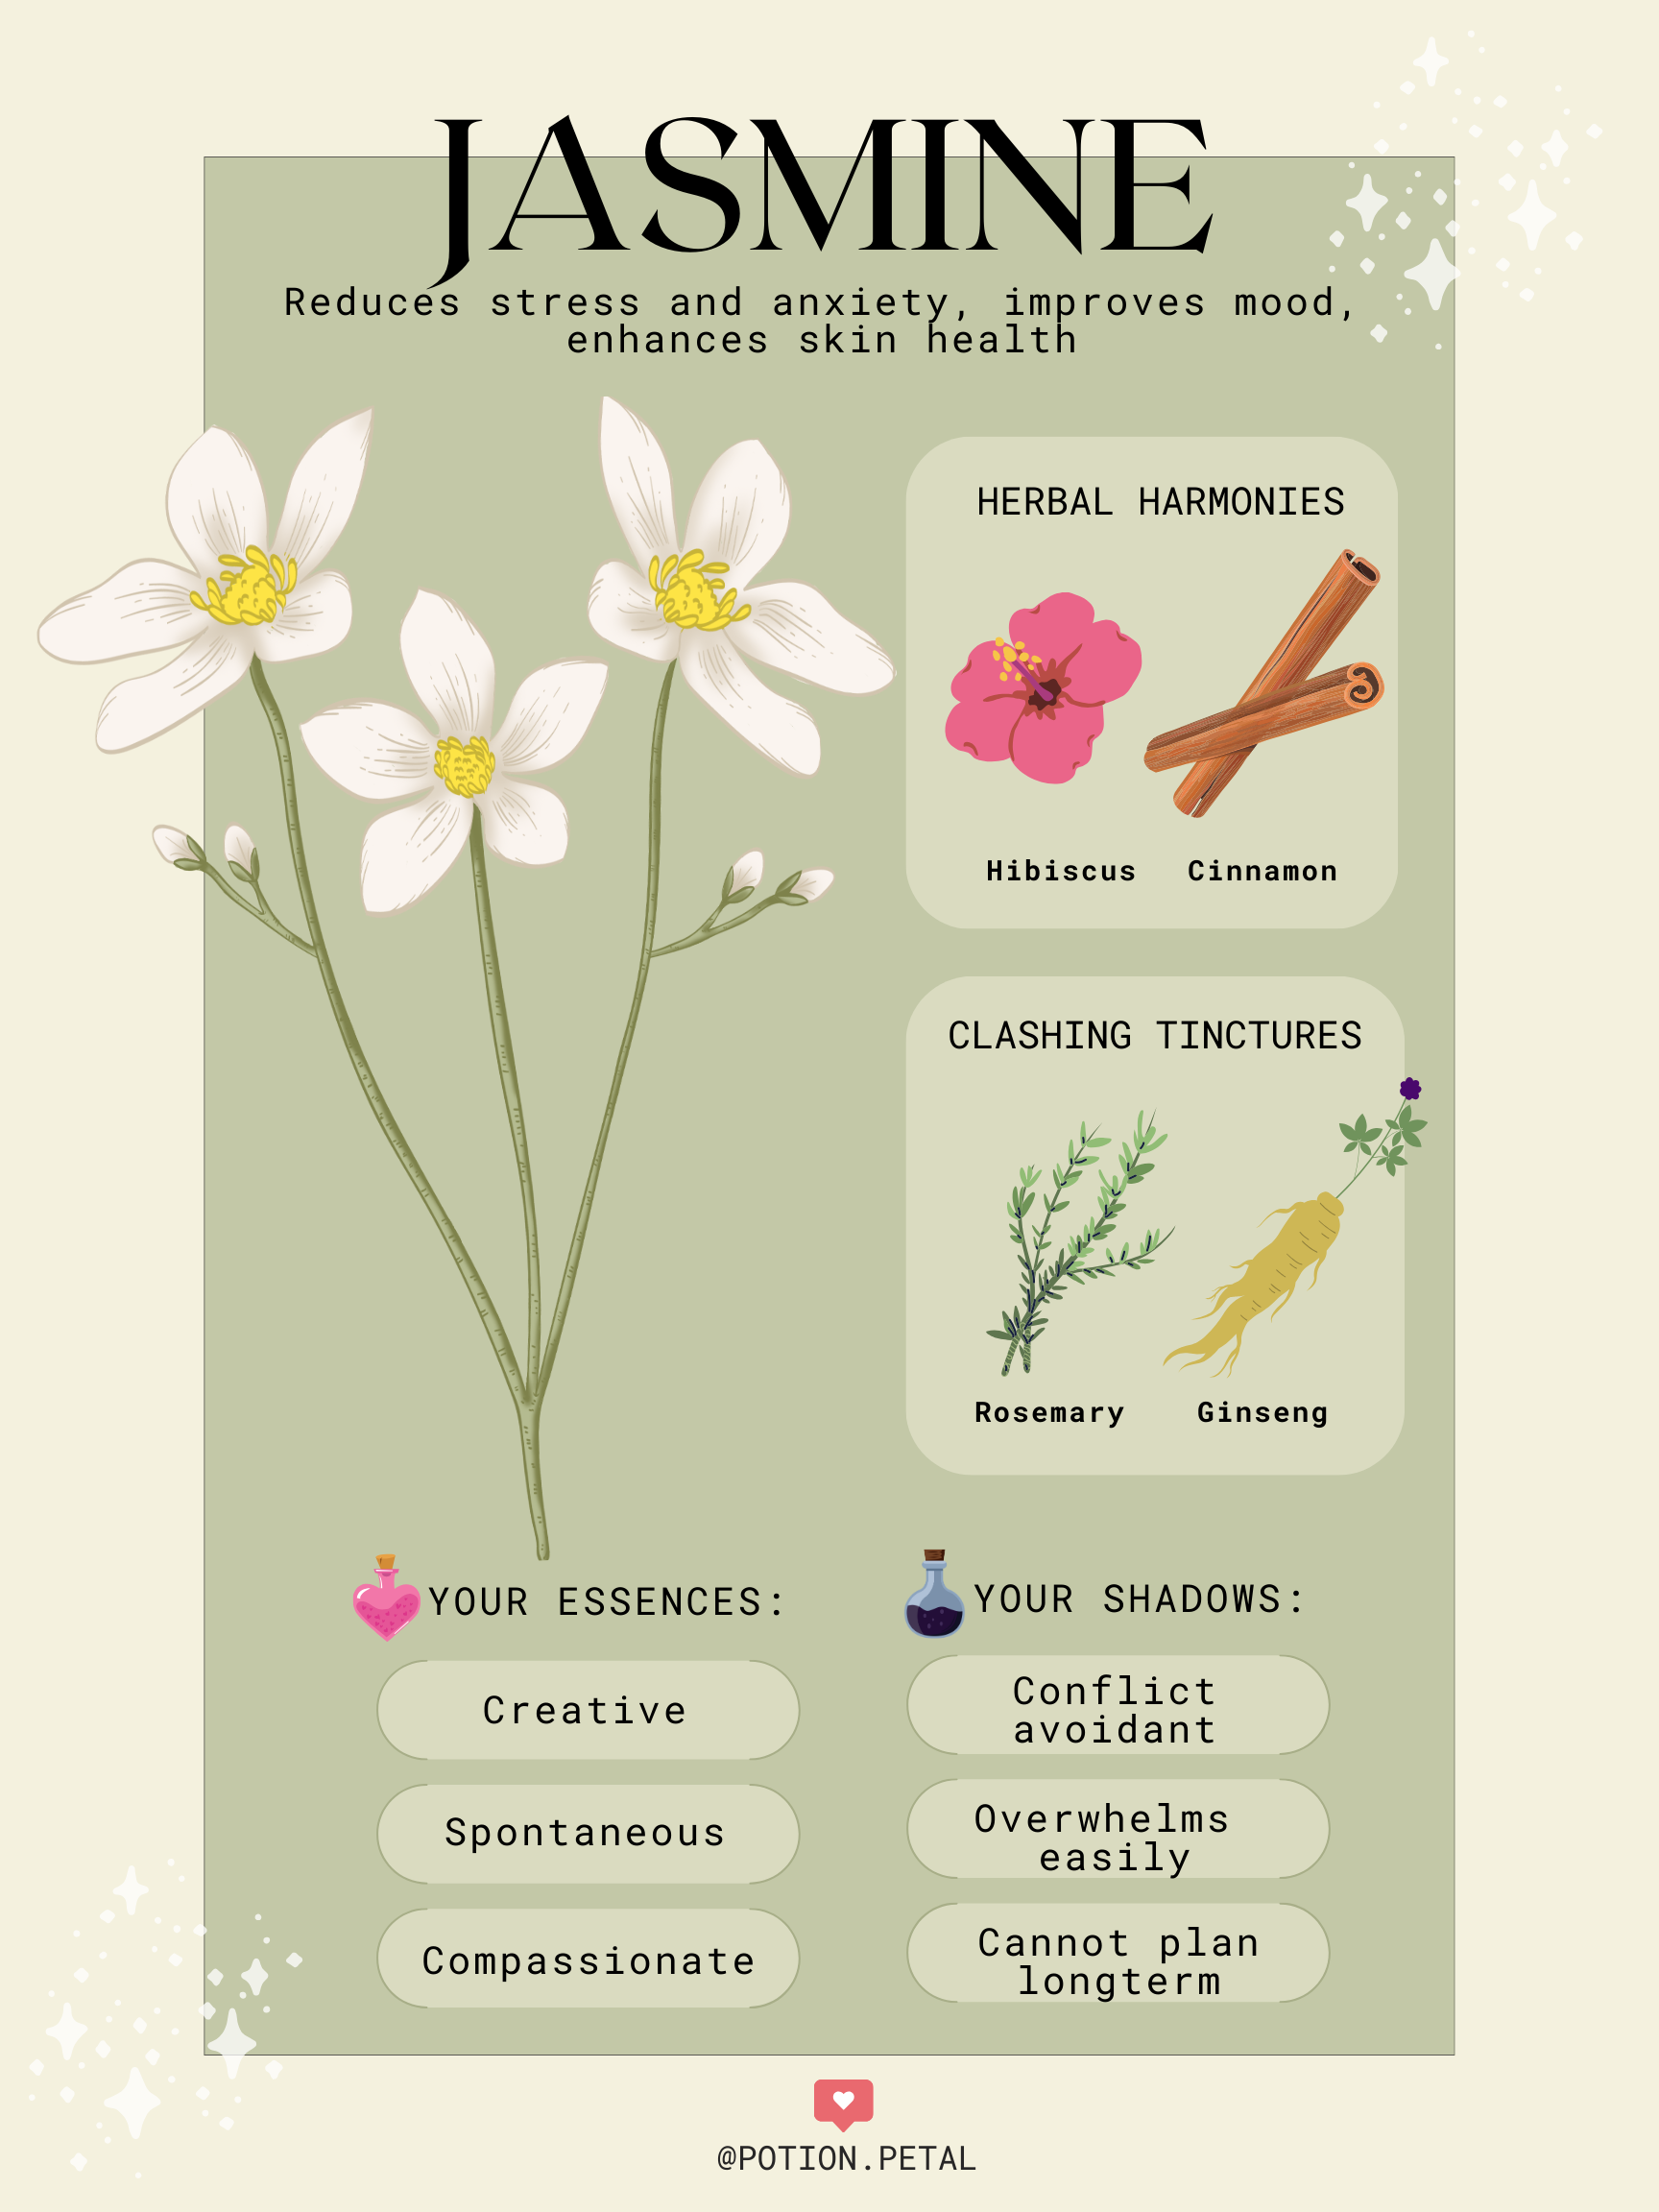 JASMINE
Reduces stress and anxiety, improves mood,
enhances skin health
HERBAL HARMONIES
Hibiscus Cinnamon
CLASHING TINCTURES
Rosemary Ginseng
YOUR ESSENCES:
Creative
Spontaneous
Compassionate
YOUR SHADOWS:
Conflict
avoidant
Overwhelms
easily
Cannot plan
longterm
@POTION.PETAL